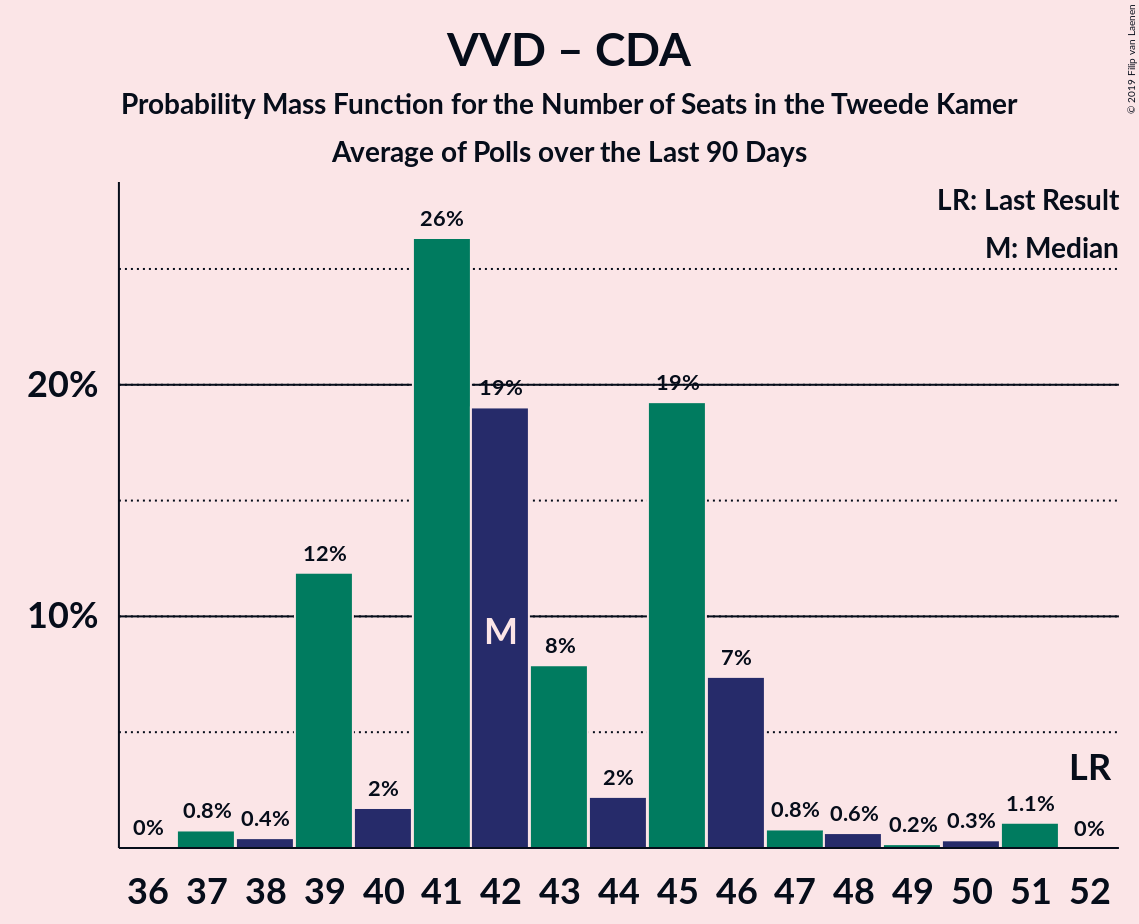 VVD – CDA
Probability Mass Function for the Number of Seats in the Tweede Kamer
Average of Polls over the Last 90 Days
© 2019 Filip van Laenen
LR: Last Result
M: Median
26%
20%
19%
19%
12%
10%
M
8%
7%
LR
2%
2%
0%
0.8%
0.4%
0.8%
0.6%
0.2%
0.3%
1.1%
0%
36 37 38 39 40 41 42 43 44 45 46 47 48 49 50 51 52